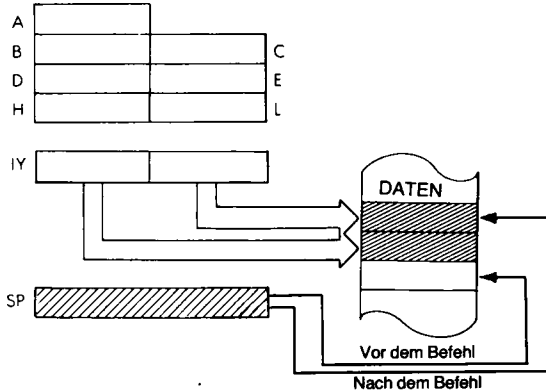 A
B C
D E
H L
IY
DATEN
SP
Vor dem Befehl
Nach dem Befehl